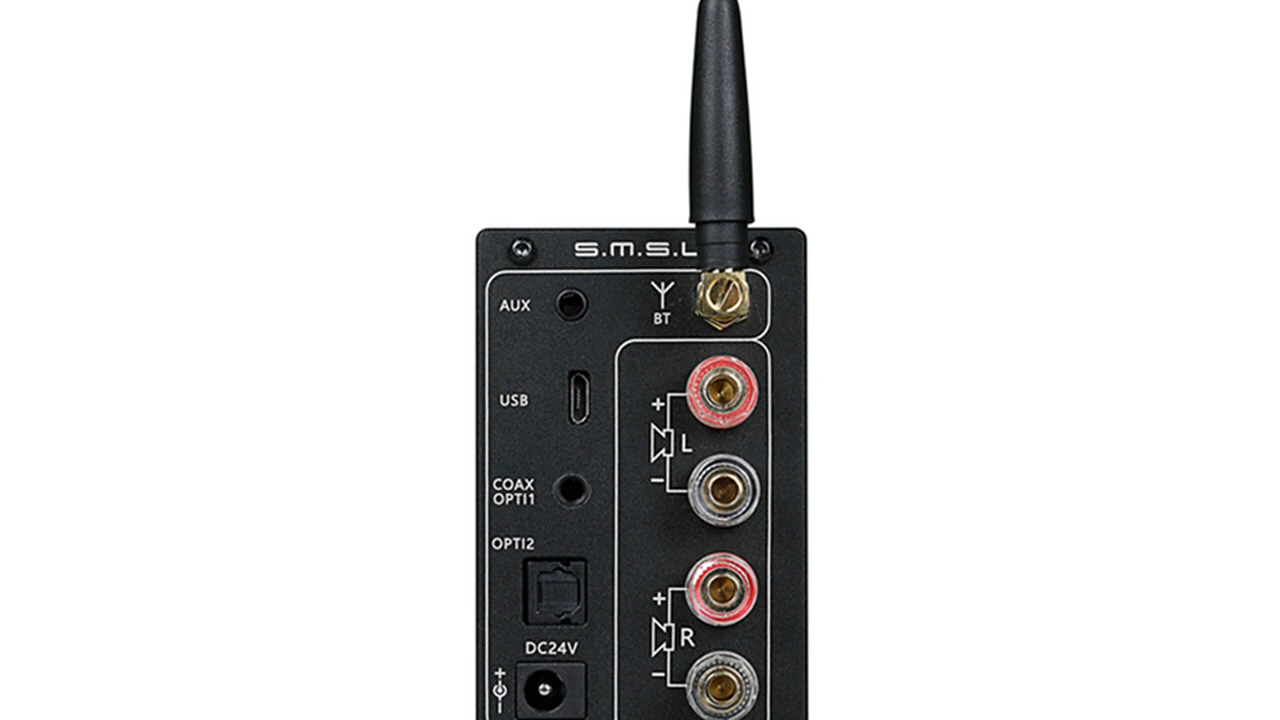 S.M.S.L
AUX
BT
USB
+
L
-
COAX
OPTI1
OPTI2
+
R
-
DC24V
+
-